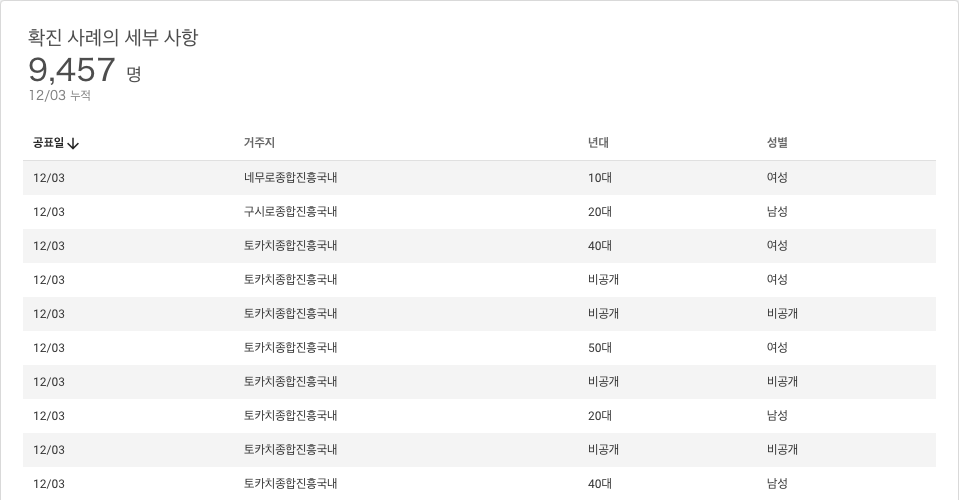 확진 사례의 세부 사항
9,457 명
12/03 누적
공표일 거주지 년대 성별
12/03 네무로종합진흥국내 10대 여성
12/03 구시로종합진흥국내 20대 남성
12/03 토카치종합진흥국내 40대 여성
12/03 토카치종합진흥국내 비공개 여성
12/03 토카치종합진흥국내 비공개 비공개
12/03 토카치종합진흥국내 50대 여성
12/03 토카치종합진흥국내 비공개 비공개
12/03 토카치종합진흥국내 20대 남성
12/03 토카치종합진흥국내 비공개 비공개
12/03 토카치종합진흥국내 40대 남성